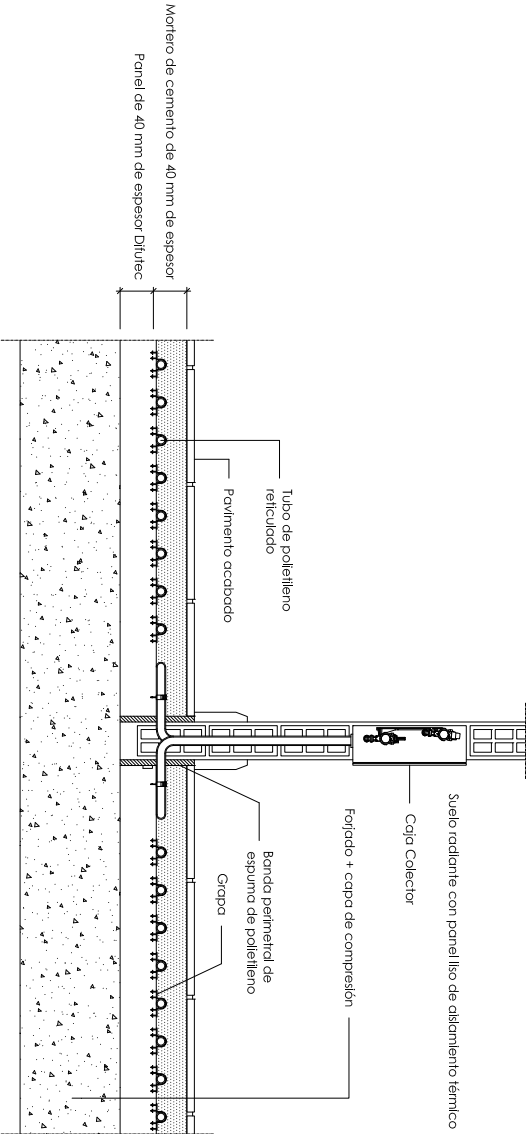 Mortero de cemento de 40 mm de espesor
Panel de 40 mm de espesor Difutec
Tubo de polietileno
reticulado
Pavimento acabado
Suelo radiante con panel liso de aislamiento térmico
Caja Colector
Forjado + capa de compresión
Banda perimetral de
espuma de polietileno
Grapa